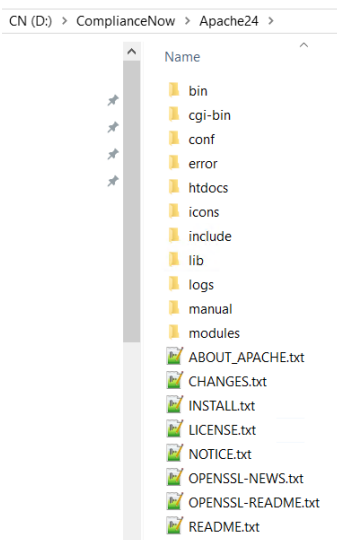 CN (D:) > ComplianceNow > Apache24 >
Name
bin
cgi-bin
conf
error
htdocs
icons
include
lib
logs
manual
modules
ABOUT_APACHE.txt
CHANGES.txt
INSTALL.txt
LICENSE.txt
NOTICE.txt
OPENSSL-NEWS.txt
OPENSSL-README.txt
README.txt